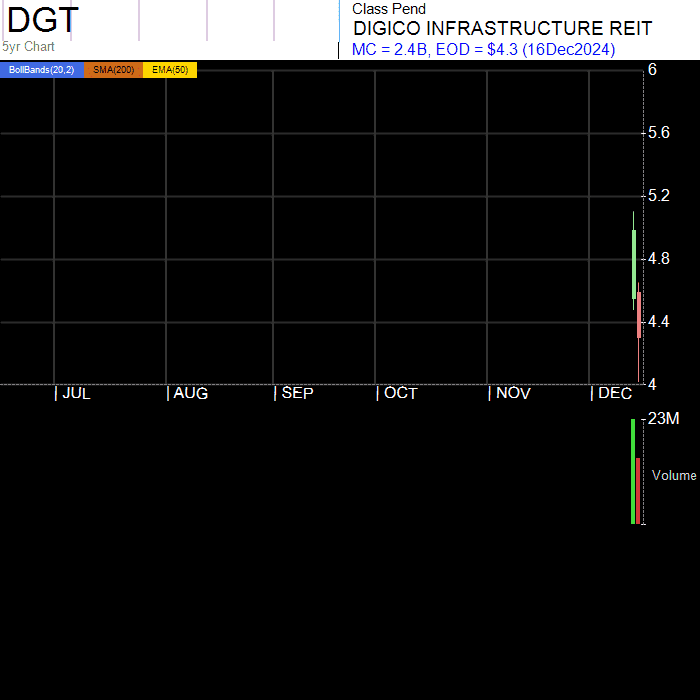 DGT
5yr Chart
Class Pend
DIGICO INFRASTRUCTURE REIT
MC = 2.4B, EOD = $4.3 (16Dec2024)
BollBands(20,2) SMA(200) EMA(50)
6
5.6
5.2
4.8
4.4
4
| JUL | AUG | SEP | OCT | NOV | DEC
23M
Volume